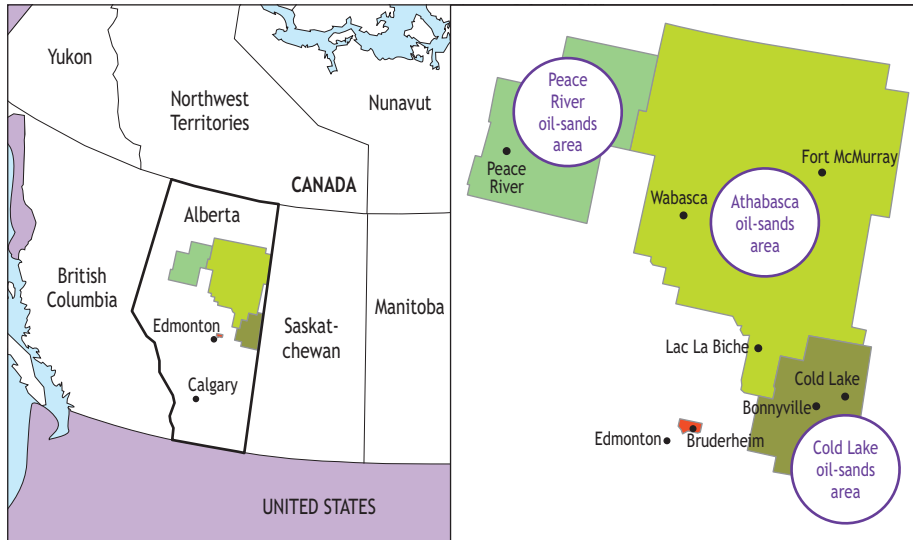 Yukon
Northwest
Territories
Nunavut
CANADA
Alberta
British
Columbia
Edmonton
Saskat-
chewan
Manitoba
Calgary
UNITED STATES
Peace
River
oil-sands
area
Peace
River
Fort McMurray
Wabasca
Athabasca
oil-sands
area
Lac La Biche
Cold Lake
Bonnyville
Edmonton
Bruderheim
Cold Lake
oil-sands
area